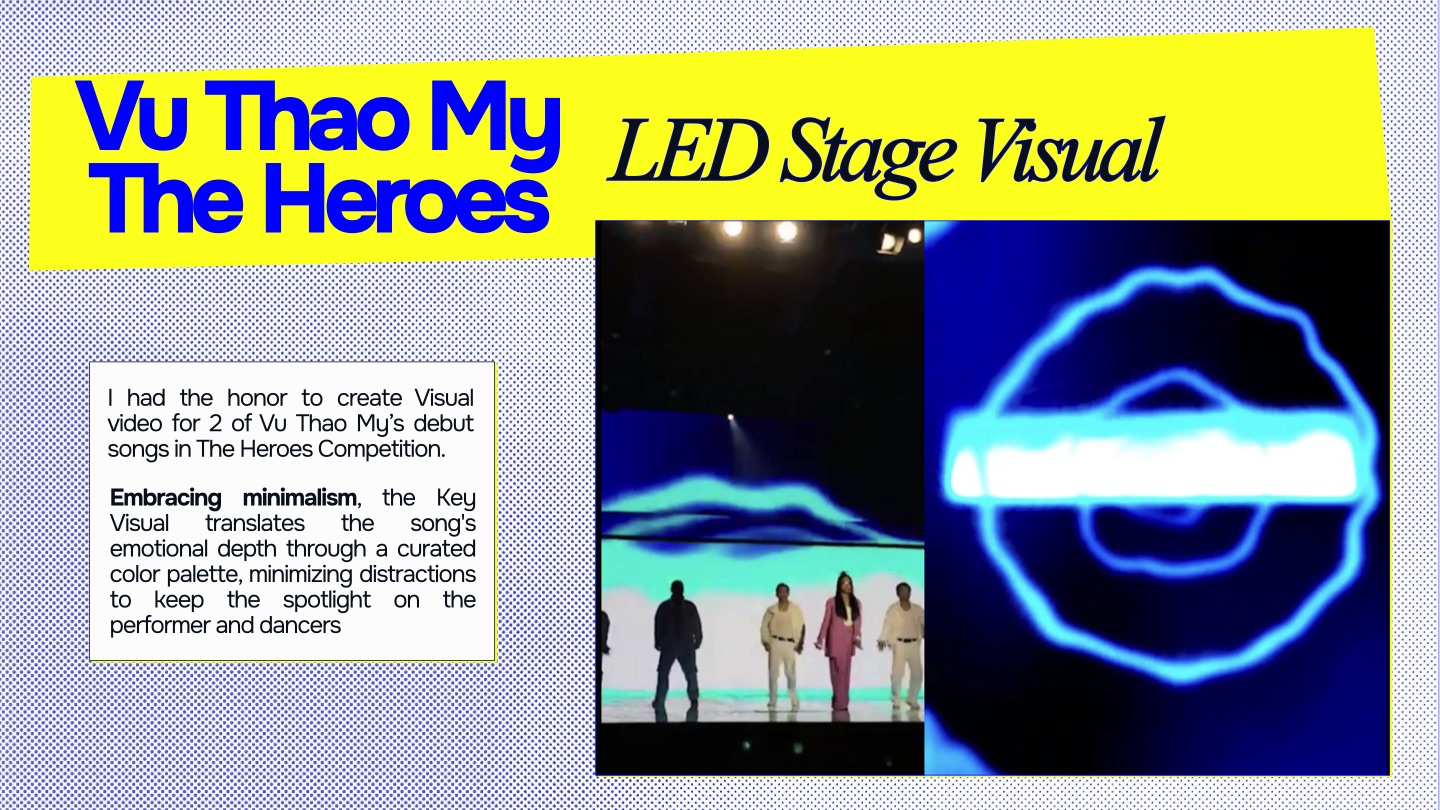 Vu Thao My
The Heroes
LED Stage Visual
I had the honor to create Visual
video for 2 of Vu Thao My’s debut
songs in The Heroes Competition.
Embracing minimalism, the Key
Visual translates the song's
emotional depth through a curated
color palette, minimizing distractions
to keep the spotlight on the
performer and dancers